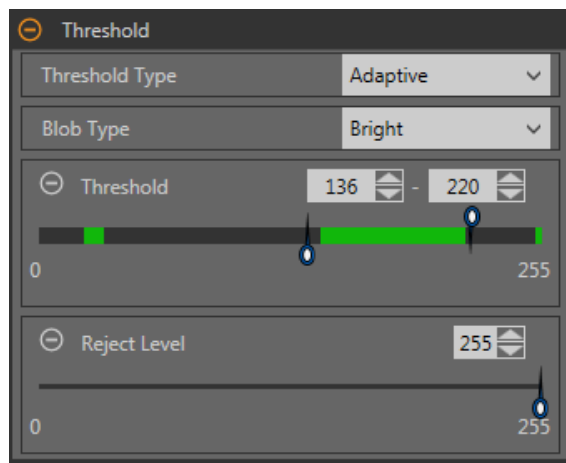 Threshold
Threshold Type Adaptive
Blob Type Bright
Threshold 136 - 220
0 255
Reject Level 255
0 255